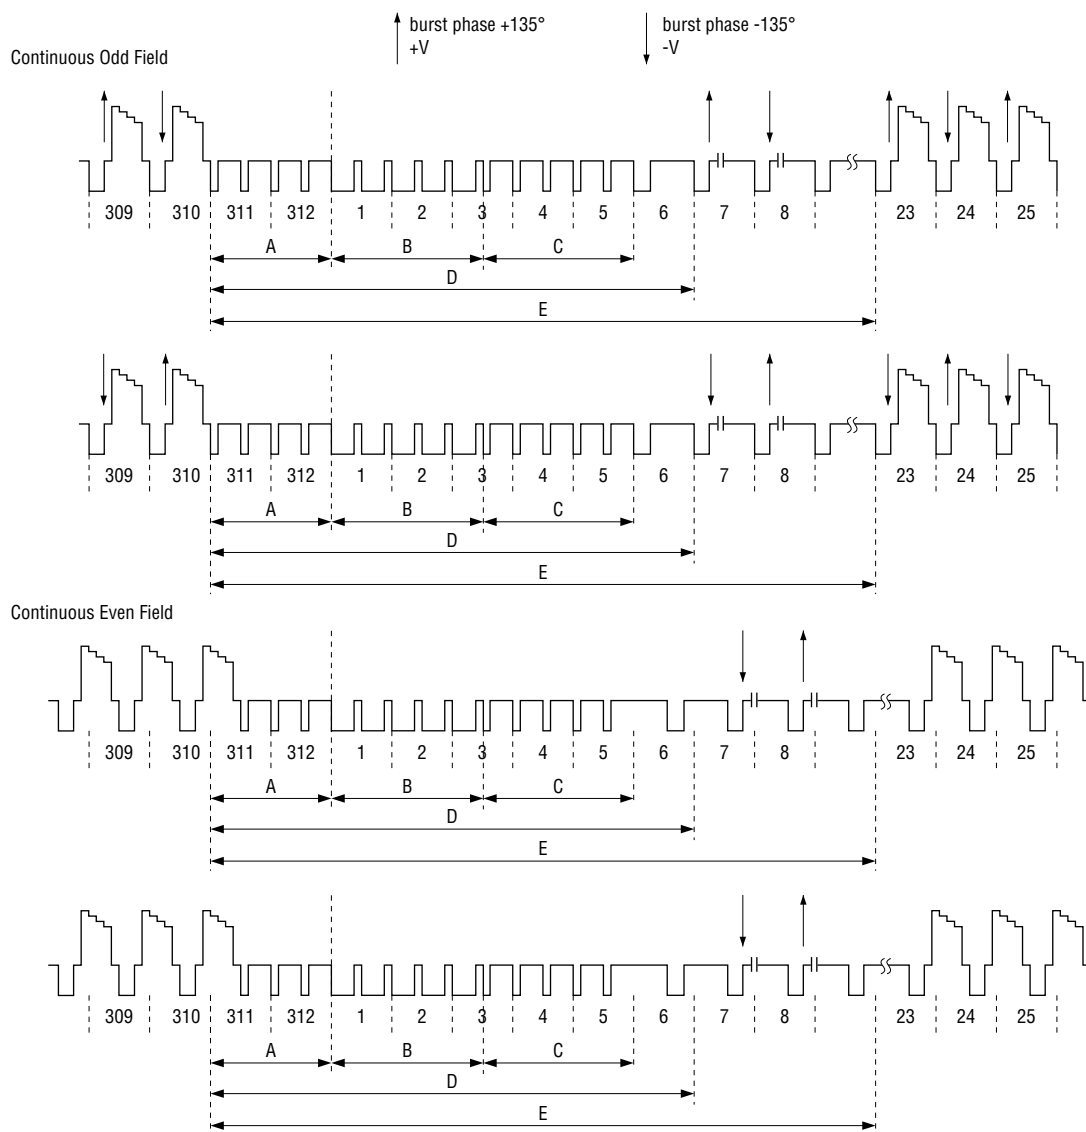 burst phase +135°
+V
burst phase -135°
-V
Continuous Odd Field
309 310 311 312 1 2 3 4 5 6 7 8 23 24 25
A B C
D
E
309 310 311 312 1 2 3 4 5 6 7 8 23 24 25
A B C
D
E
Continuous Even Field
309 310 311 312 1 2 3 4 5 6 7 8 23 24 25
A B C
D
E
309 310 311 312 1 2 3 4 5 6 7 8 23 24 25
A B C
D
E